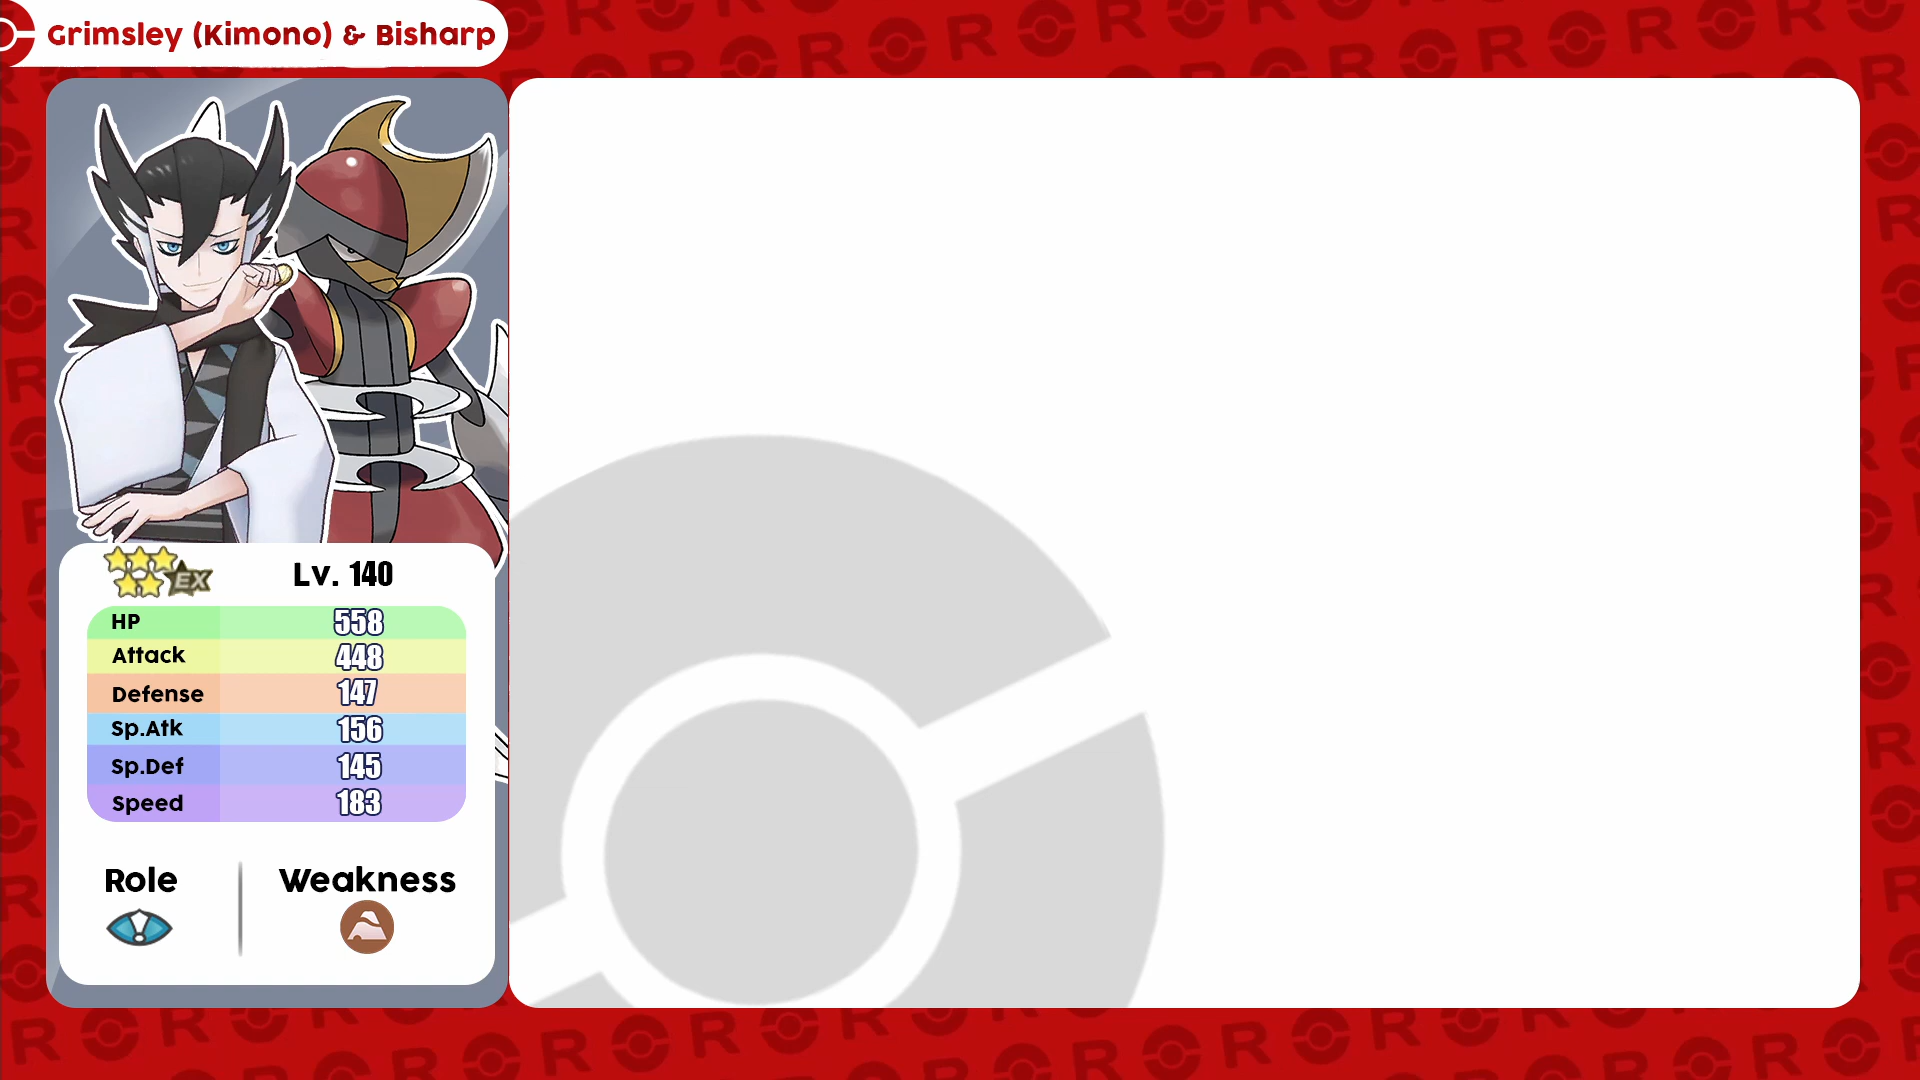 Grimsley (Kimono) & Bisharp
EX
Lv. 140
HP 558
Attack 448
Defense 147
Sp.Atk 156
Sp.Def 145
Speed 183
Role
Weakness